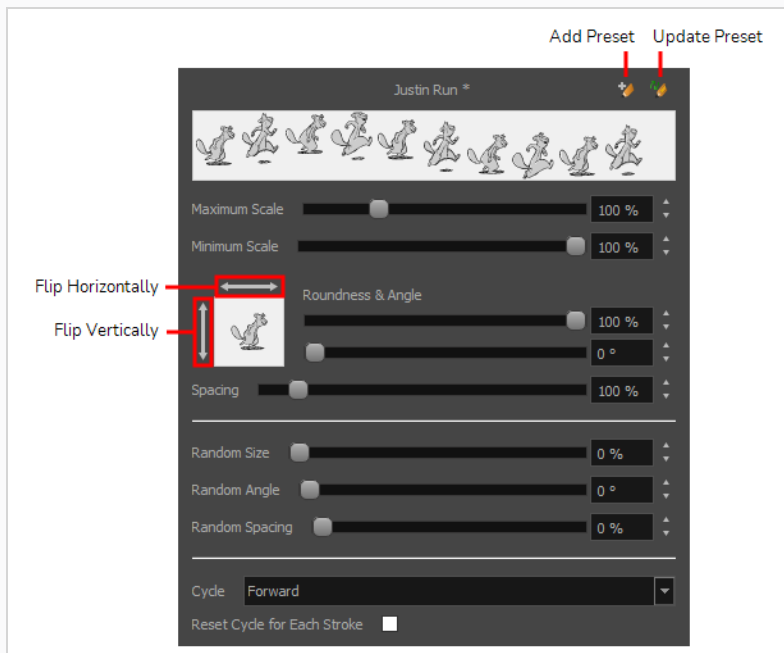 Add Preset Update Preset
Justin Run *
Maximum Scale 100 %
Minimum Scale 100 %
Flip Horizontally
Roundness & Angle
Flip Vertically
100 %
0 °
Spacing 100 %
Random Size 0 %
Random Angle 0 °
Random Spacing 0 %
Cycle Forward
Reset Cycle for Each Stroke